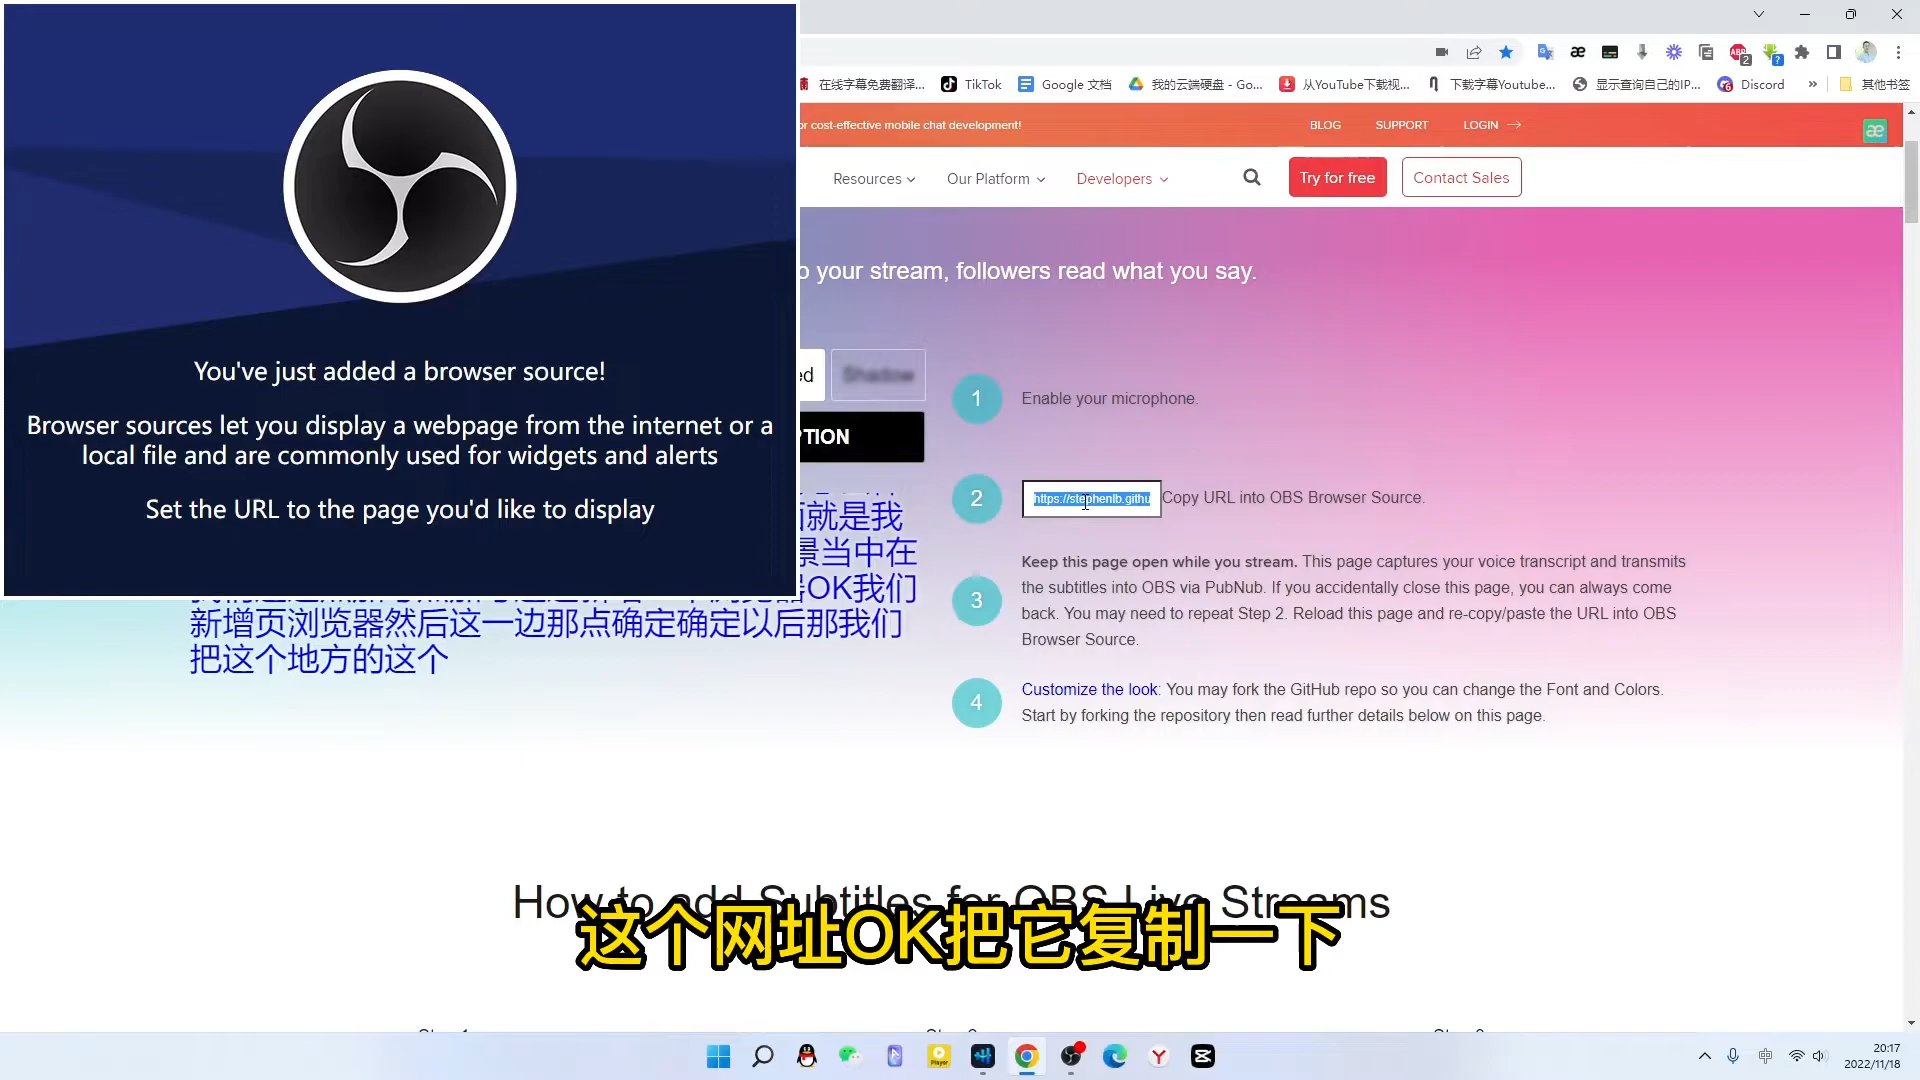 在线字幕免费翻译...
TikTok
Google 文档
我的云端硬盘 - Go...
从YouTube下载视...
下载字幕Youtube...
显示查询自己的IP...
Discord
»
其他书签
or cost-effective mobile chat development!
BLOG
SUPPORT
LOGIN
Resources
Our Platform
Developers
Try for free
Contact Sales
You've just added a browser source!
Browser sources let you display a webpage from the internet or a
local file and are commonly used for widgets and alerts
Set the URL to the page you'd like to display
o your stream, followers read what you say.
ed
Shadow
PTION
面就是我
景当中在
器OK我们
新增页浏览器然后这一边那点确定确定以后那我们
把这个地方的这个
1
Enable your microphone.
2
https://stephenlb.githu
Copy URL into OBS Browser Source.
3
Keep this page open while you stream. This page captures your voice transcript and transmits
the subtitles into OBS via PubNub. If you accidentally close this page, you can always come
back. You may need to repeat Step 2. Reload this page and re-copy/paste the URL into OBS
Browser Source.
4
Customize the look: You may fork the GitHub repo so you can change the Font and Colors.
Start by forking the repository then read further details below on this page.
How to add Subtitles for OBS Live Streams
这个网址OK把它复制一下
中
20:17
2022/11/18